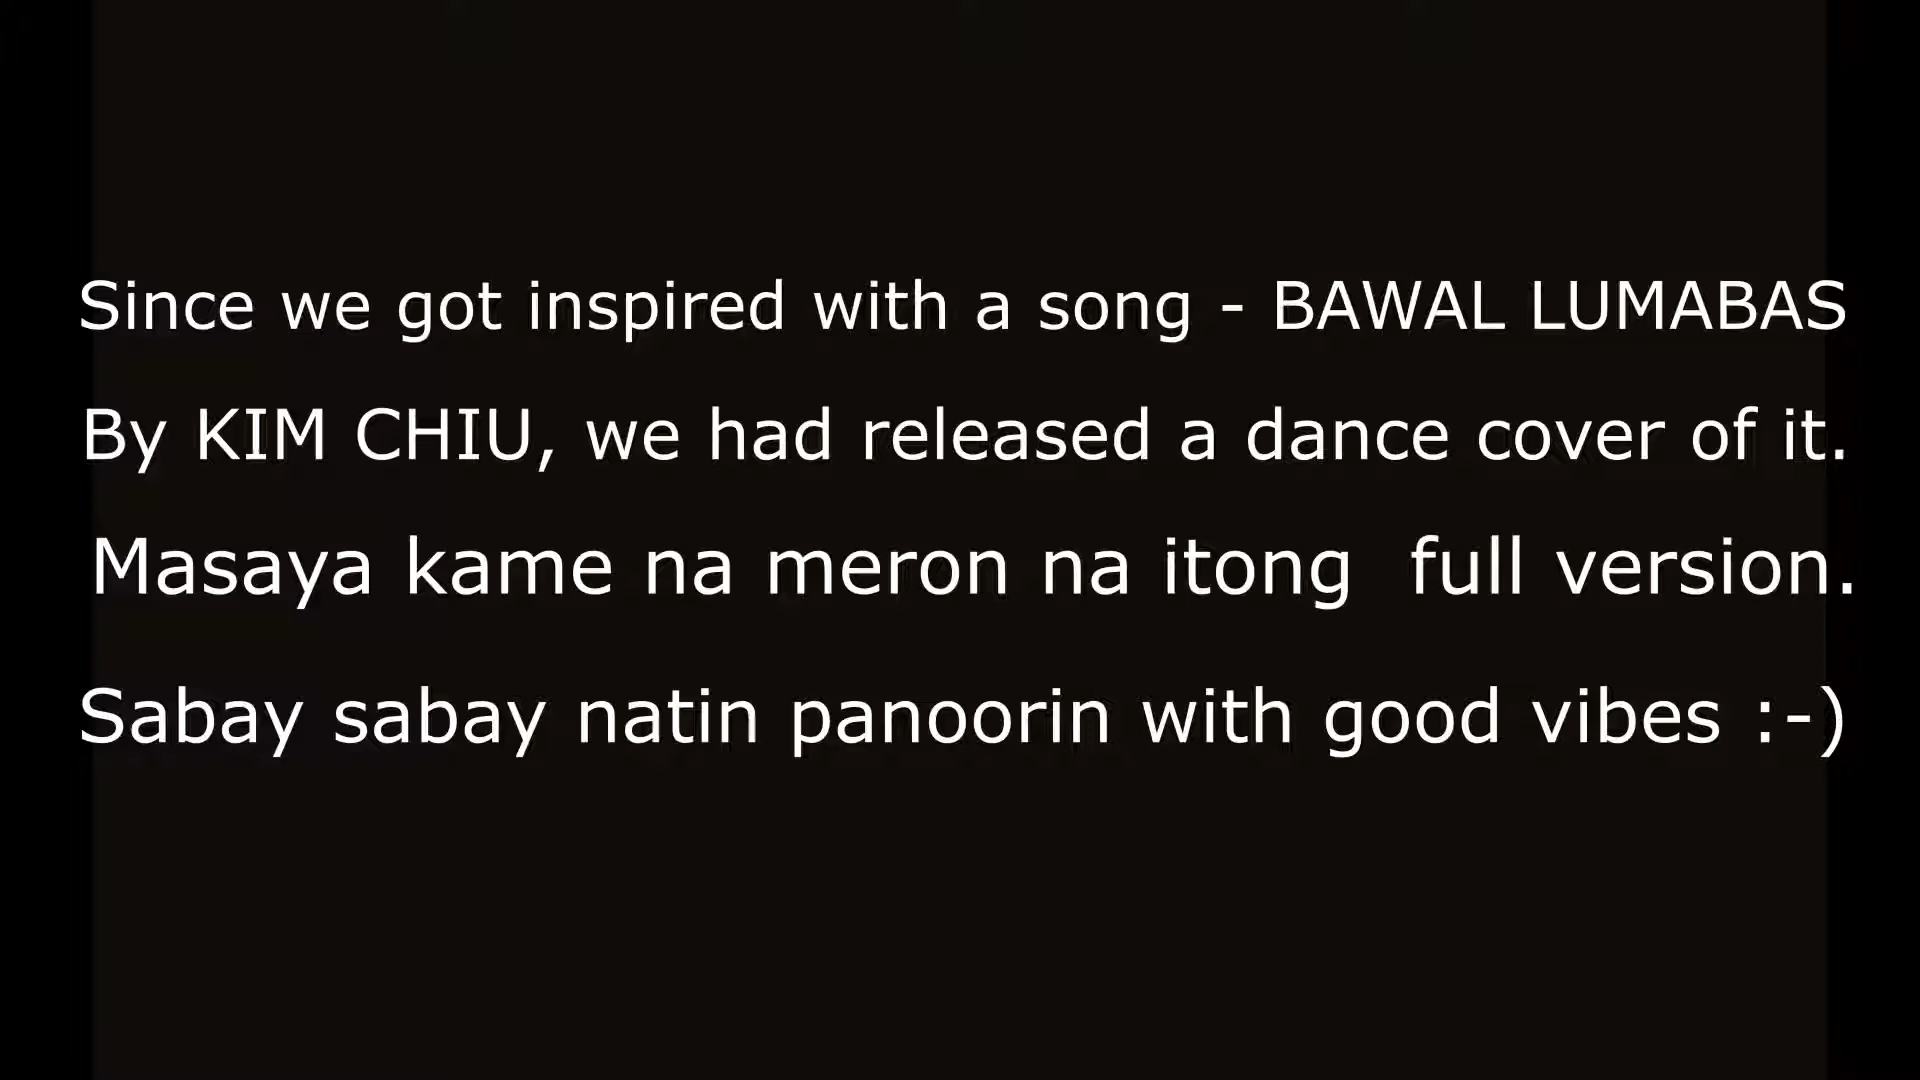 Since we got inspired with a song - BAWAL LUMABAS
By KIM CHIU, we had released a dance cover of it.
Masaya kame na meron na itong  full version.
Sabay sabay natin panoorin with good vibes :-)